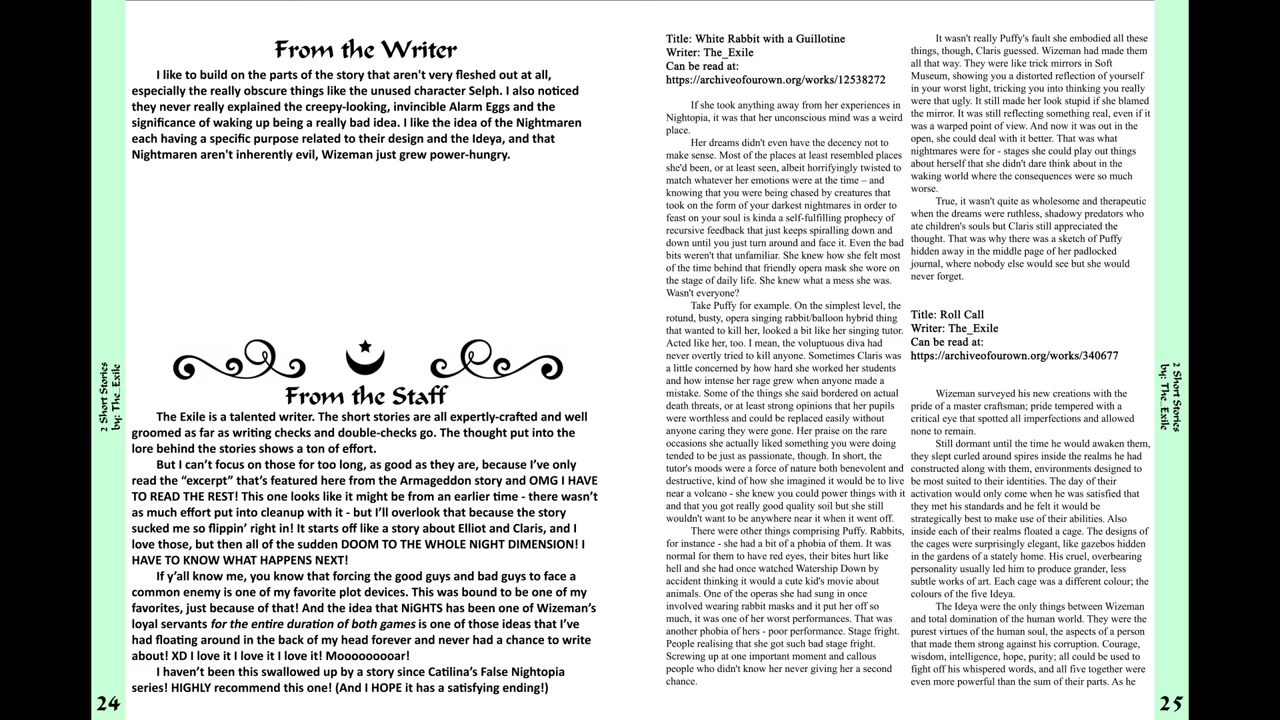 2 Short Stories
by: The_Exile
From the Writer
I like to build on the parts of the story that aren't very fleshed out at all,
especially the really obscure things like the unused character Selph. I also noticed
they never really explained the creepy-looking, invincible Alarm Eggs and the
significance of waking up being a really bad idea. I like the idea of the Nightmaren
each having a specific purpose related to their design and the Ideya, and that
Nightmaren aren't inherently evil, Wizeman just grew power-hungry.
From the Staff
The Exile is a talented writer. The short stories are all expertly-crafted and well
groomed as far as writing checks and double-checks go. The thought put into the
lore behind the stories shows a ton of effort.
But I can't focus on those for too long, as good as they are, because I've only
read the “excerpt” that's featured here from the Armageddon story and OMG I HAVE
TO READ THE REST! This one looks like it might be from an earlier time - there wasn't
as much effort put into cleanup with it - but I'll overlook that because the story
sucked me so flippin' right in! It starts off like a story about Elliot and Claris, and I
love those, but then all of the sudden DOOM TO THE WHOLE NIGHT DIMENSION! I
HAVE TO KNOW WHAT HAPPENS NEXT!
If y'all know me, you know that forcing the good guys and bad guys to face a
common enemy is one of my favorite plot devices. This was bound to be one of my
favorites, just because of that! And the idea that NiGHTS has been one of Wizeman's
loyal servants for the entire duration of both games is one of those ideas that I've
had floating around in the back of my head forever and never had a chance to write
about! XD I love it I love it I love it! Moooooooar!
I haven't been this swallowed up by a story since Catilina's False Nightopia
series! HIGHLY recommend this one! (And I HOPE it has a satisfying ending!)
24
Title: White Rabbit with a Guillotine
Writer: The_Exile
Can be read at:
https://archiveofourown.org/works/12538272
If she took anything away from her experiences in
Nightopia, it was that her unconscious mind was a weird
place.
Her dreams didn't even have the decency not to
make sense. Most of the places at least resembled places
she'd been, or at least seen, albeit horrifyingly twisted to
match whatever her emotions were at the time – and
knowing that you were being chased by creatures that
took on the form of your darkest nightmares in order to
feast on your soul is kinda a self-fulfilling prophecy of
recursive feedback that just keeps spiralling down and
down until you just turn around and face it. Even the bad
bits weren't that unfamiliar. She knew how she felt most
of the time behind that friendly opera mask she wore on
the stage of daily life. She knew what a mess she was.
Wasn't everyone?
Take Puffy for example. On the simplest level, the
rotund, busty, opera singing rabbit/balloon hybrid thing
that wanted to kill her, looked a bit like her singing tutor.
Acted like her, too. I mean, the voluptuous diva had
never overtly tried to kill anyone. Sometimes Claris was
a little concerned by how hard she worked her students
and how intense her rage grew when anyone made a
mistake. Some of the things she said bordered on actual
death threats, or at least strong opinions that her pupils
were worthless and could be replaced easily without
anyone caring they were gone. Her praise on the rare
occasions she actually liked something you were doing
tended to be just as passionate, though. In short, the
tutor's moods were a force of nature both benevolent and
destructive, kind of how she imagined it would be to live
near a volcano - she knew you could power things with it
and that you got really good quality soil but she still
wouldn't want to be anywhere near it when it went off.
There were other things comprising Puffy. Rabbits,
for instance - she had a bit of a phobia of them. It was
normal for them to have red eyes, their bites hurt like
hell and she had once watched Watership Down by
accident thinking it would a cute kid's movie about
animals. One of the operas she had sung in once
involved wearing rabbit masks and it put her off so
much, it was one of her worst performances. That was
another phobia of hers - poor performance. Stage fright.
People realising that she got such bad stage fright.
Screwing up at one important moment and callous
people who didn't know her never giving her a second
chance.
It wasn't really Puffy's fault she embodied all these
things, though, Claris guessed. Wizeman had made them
all that way. They were like trick mirrors in Soft
Museum, showing you a distorted reflection of yourself
in your worst light, tricking you into thinking you really
were that ugly. It still made her look stupid if she blamed
the mirror. It was still reflecting something real, even if it
was a warped point of view. And now it was out in the
open, she could deal with it better. That was what
nightmares were for - stages she could play out things
about herself that she didn't dare think about in the
waking world where the consequences were so much
worse.
True, it wasn't quite as wholesome and therapeutic
when the dreams were ruthless, shadowy predators who
ate children's souls but Claris still appreciated the
thought. That was why there was a sketch of Puffy
hidden away in the middle page of her padlocked
journal, where nobody else would see but she would
never forget.
Title: Roll Call
Writer: The_Exile
Can be read at:
https://archiveofourown.org/works/340677
Wizeman surveyed his new creations with the
pride of a master craftsman; pride tempered with a
critical eye that spotted all imperfections and allowed
none to remain.
Still dormant until the time he would awaken them,
they slept curled around spires inside the realms he had
constructed along with them, environments designed to
be most suited to their identities. The day of their
activation would only come when he was satisfied that
they met his standards and he felt it would be
strategically best to make use of their abilities. Also
inside each of their realms floated a cage. The designs of
the cages were surprisingly elegant, like gazebos hidden
in the gardens of a stately home. His cruel, overbearing
personality usually led him to produce grander, less
subtle works of art. Each cage was a different colour; the
colours of the five Ideya.
The Ideya were the only things between Wizeman
and total domination of the human world. They were the
purest virtues of the human soul, the aspects of a person
that made them strong against his corruption. Courage,
wisdom, intelligence, hope, purity; all could be used to
fight off his whispered words, and all five together were
even more powerful than the sum of their parts. As he
2 Short Stories
by: The_Exile
25